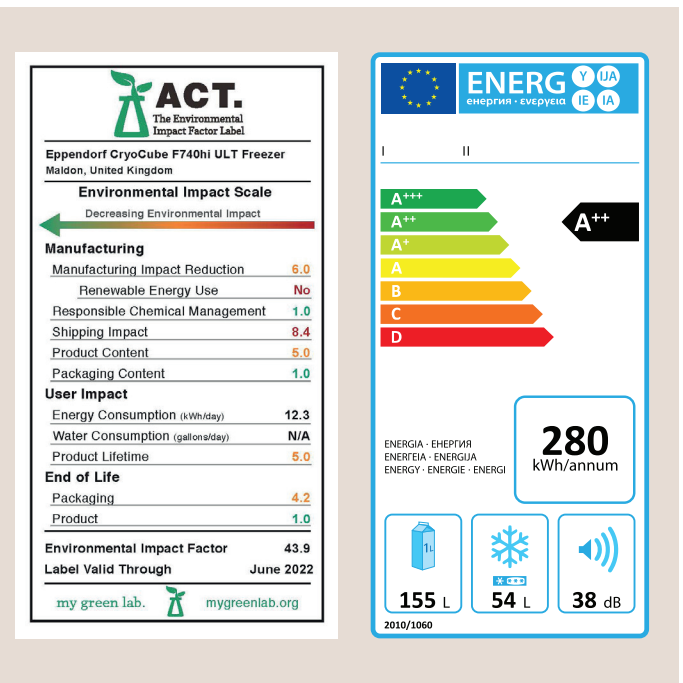 ACT.
The Environmental
Impact Factor Label
Eppendorf CryoCube F740hi ULT Freezer
Maldon, United Kingdom
Environmental Impact Scale
Decreasing Environmental Impact
Manufacturing
Manufacturing Impact Reduction 6.0
Renewable Energy Use No
Responsible Chemical Management 1.0
Shipping Impact 8.4
Product Content 5.0
Packaging Content 1.0
User Impact
Energy Consumption (kWh/day) 12.3
Water Consumption (gallons/day) N/A
Product Lifetime 5.0
End of Life
Packaging 4.2
Product 1.0
Environmental Impact Factor 43.9
Label Valid Through June 2022
my green lab. mygreenlab.org
ENERG Y IJA
енергия · ενεργεια IE IA
I II
A+++
A++
A+
A
B
C
D
A++
ENERGIA · ЕНЕРГИЯ
ΕΝΕΡΓΕΙΑ · ENERGIJA
ENERGY · ENERGIE · ENERGI
280
kWh/annum
1L
155 L
54 L
38 dB
2010/1060